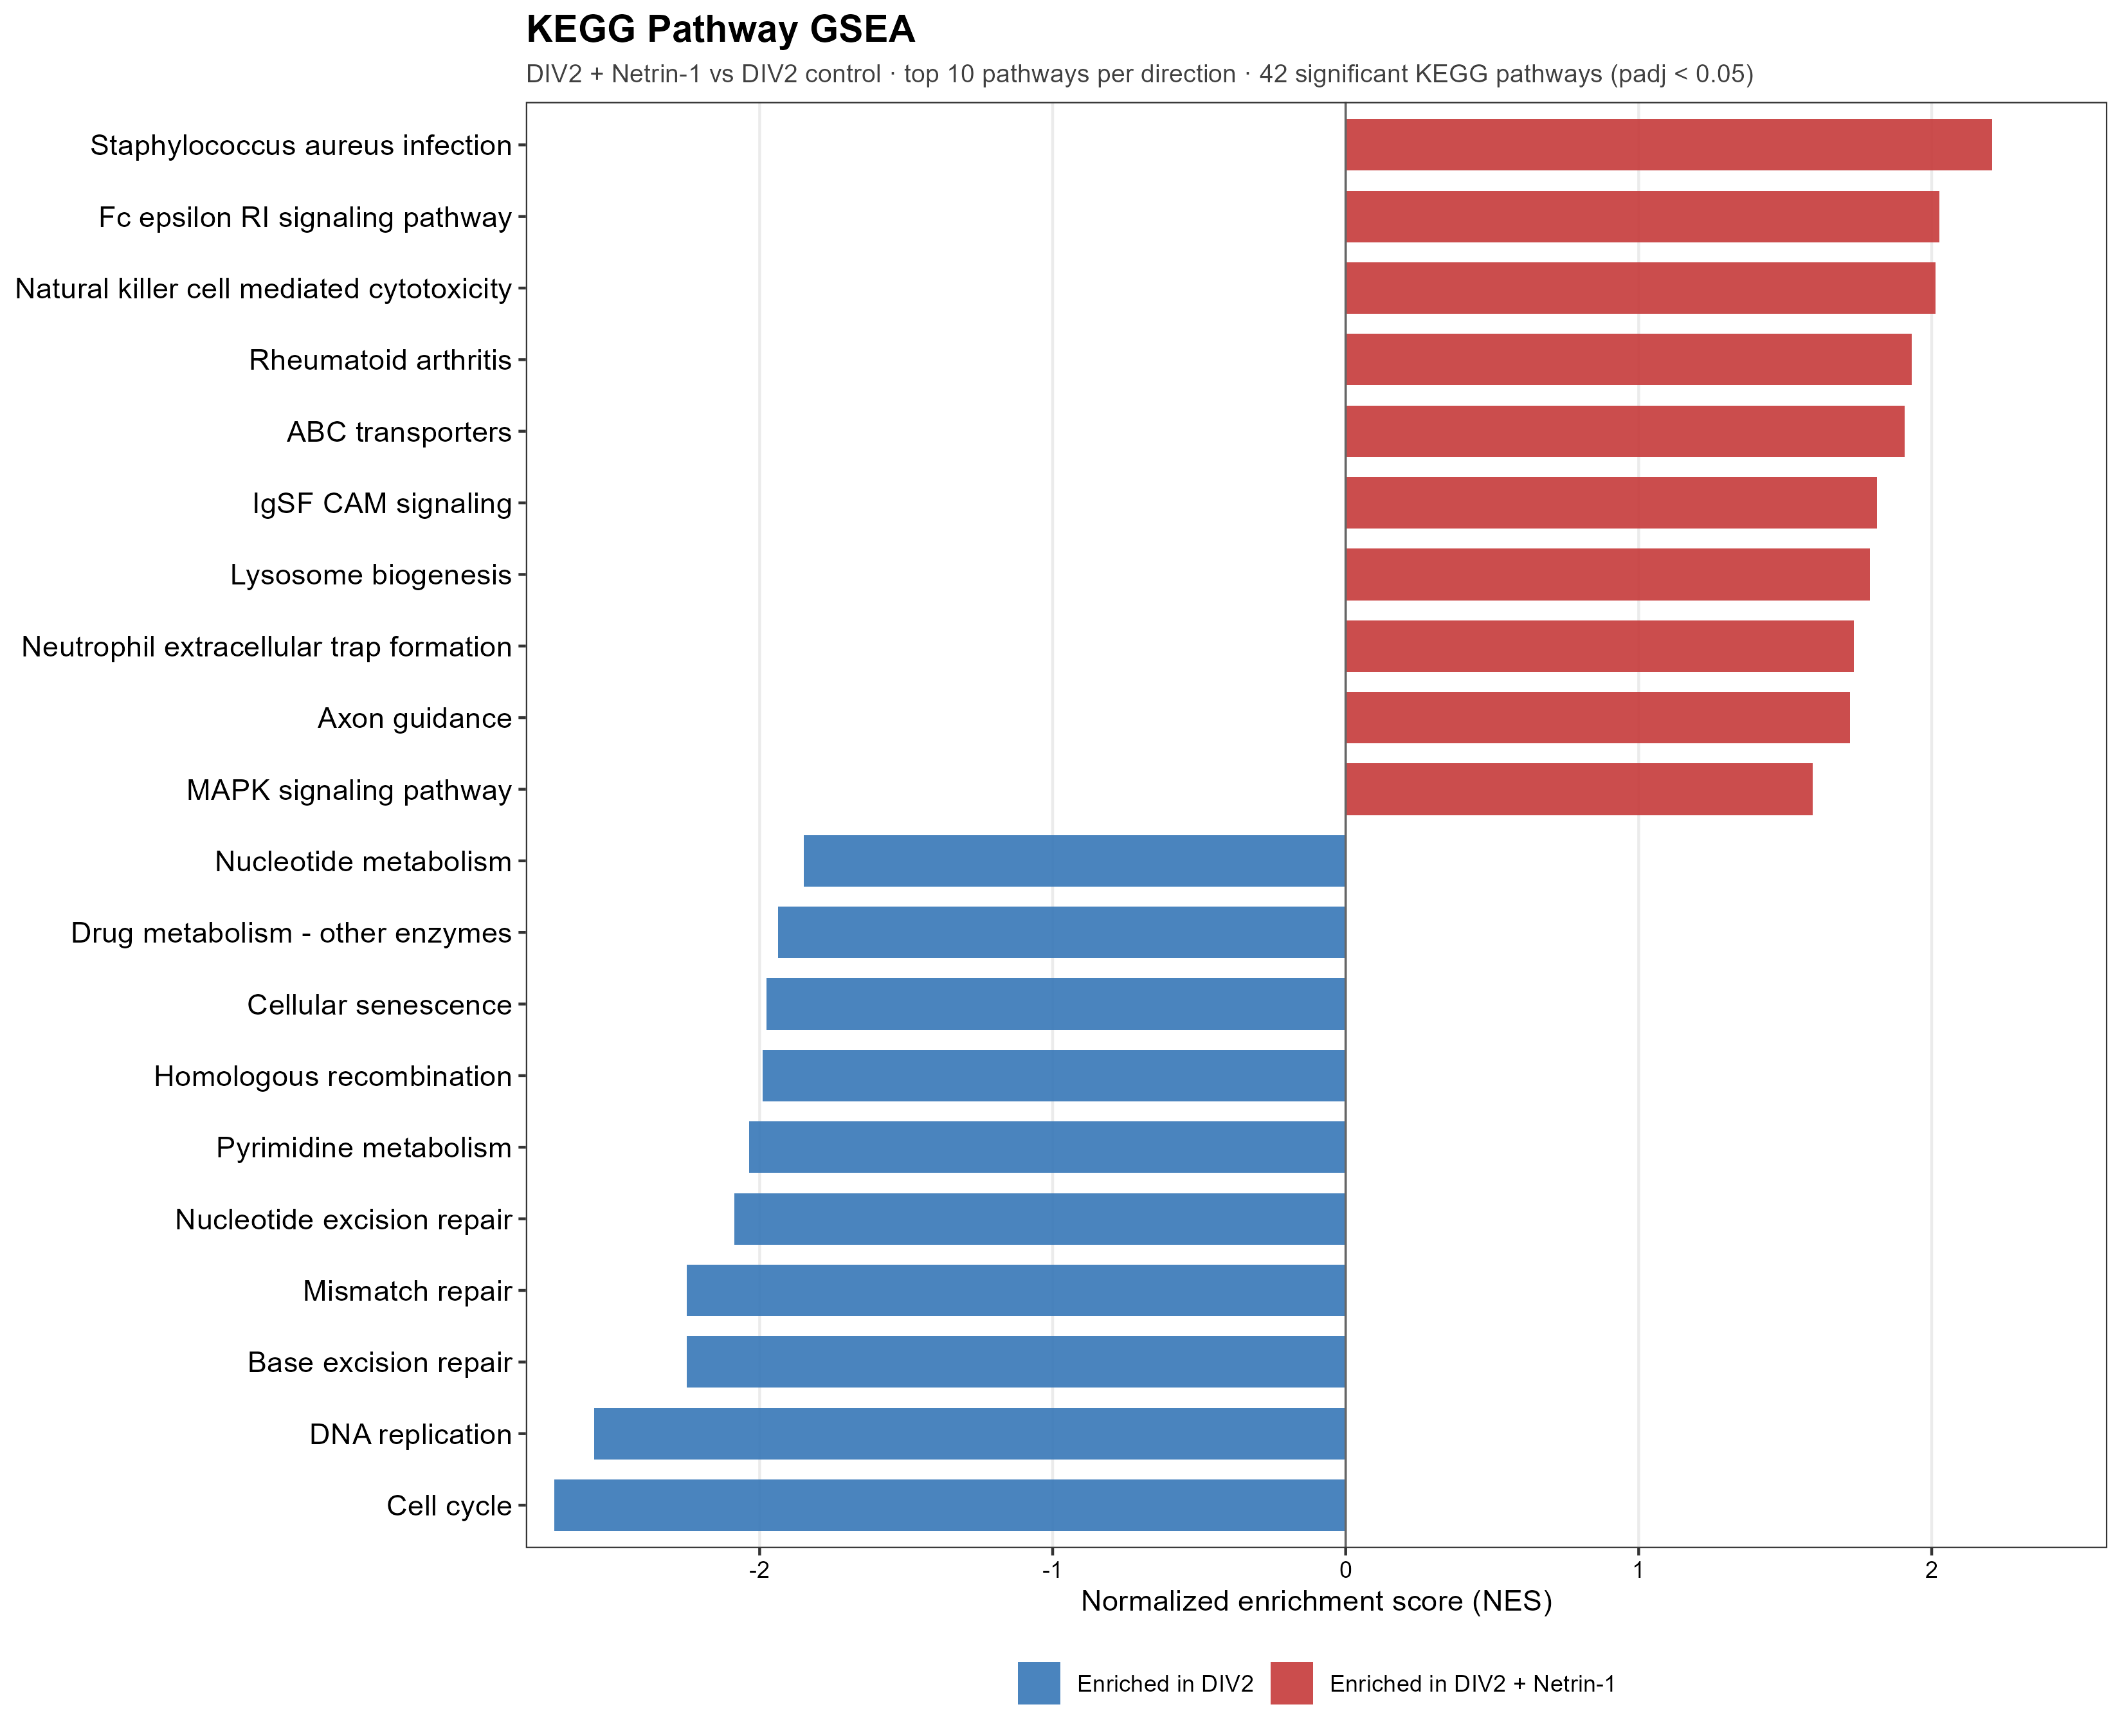 KEGG Pathway GSEA
DIV2 + Netrin-1 vs DIV2 control · top 10 pathways per direction · 42 significant KEGG pathways (padj < 0.05)
Staphylococcus aureus infection
Fc epsilon RI signaling pathway
Natural killer cell mediated cytotoxicity
Rheumatoid arthritis
ABC transporters
IgSF CAM signaling
Lysosome biogenesis
Neutrophil extracellular trap formation
Axon guidance
MAPK signaling pathway
Nucleotide metabolism
Drug metabolism - other enzymes
Cellular senescence
Homologous recombination
Pyrimidine metabolism
Nucleotide excision repair
Mismatch repair
Base excision repair
DNA replication
Cell cycle
-2 -1 0 1 2
Normalized enrichment score (NES)
Enriched in DIV2 Enriched in DIV2 + Netrin-1